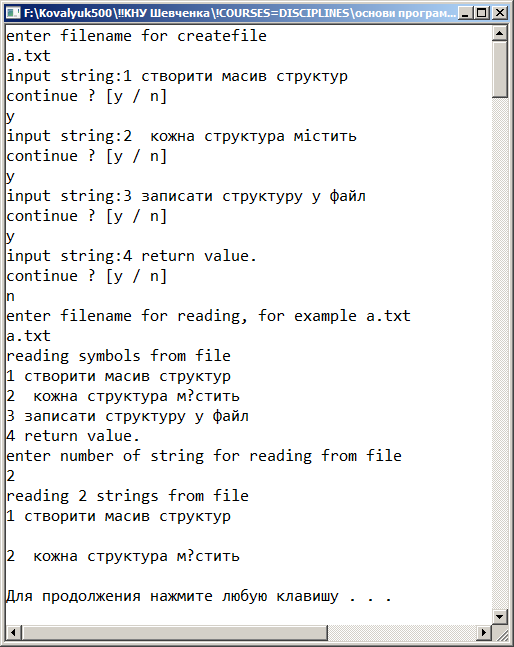 F:\Kovalyuk500\!!КНУ Шевченка\!COURSES=DISCIPLINES\основи програм...
enter filename for createfile
a.txt
input string:1 створити масив структур
continue ? [y / n]
y
input string:2  кожна структура містить
continue ? [y / n]
y
input string:3 записати структуру у файл
continue ? [y / n]
y
input string:4 return value.
continue ? [y / n]
n
enter filename for reading, for example a.txt
a.txt
reading symbols from file
1 створити масив структур
2  кожна структура м?стить
3 записати структуру у файл
4 return value.
enter number of string for reading from file
2
reading 2 strings from file
1 створити масив структур
2  кожна структура м?стить
Для продолжения нажмите любую клавишу . . .